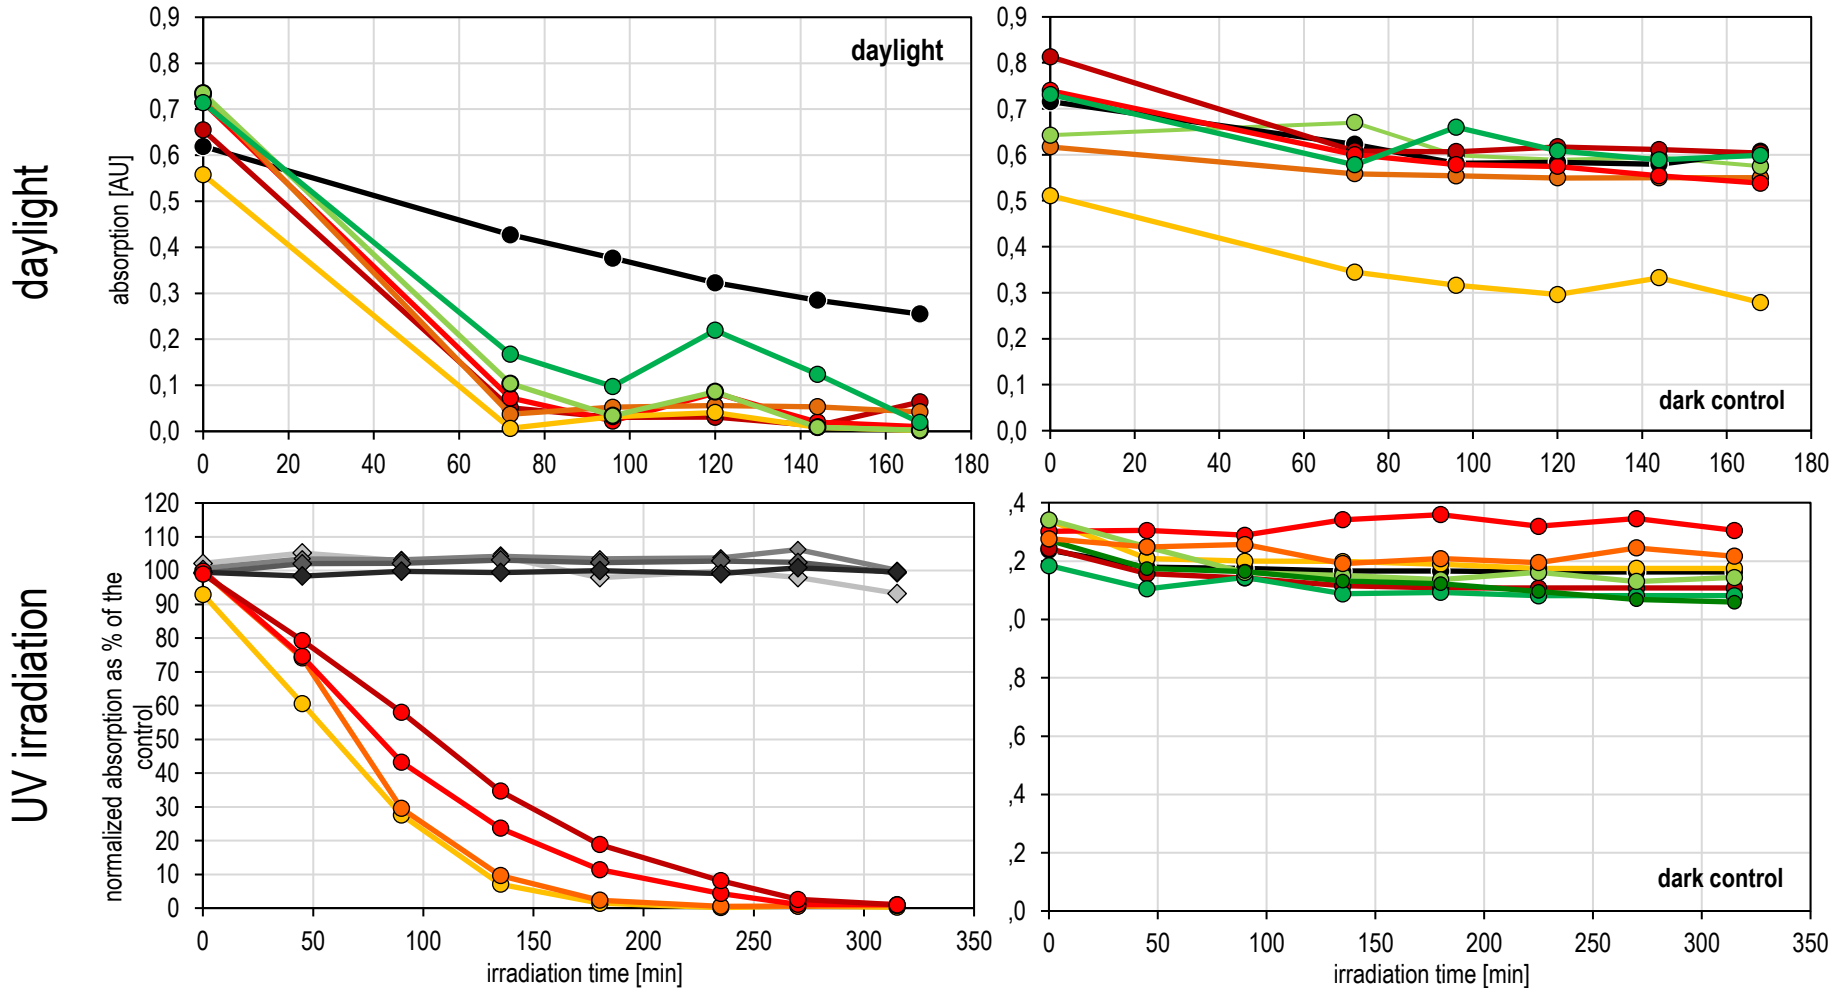 daylight
absorption [AU]
0,9
0,8
0,7
0,6
0,5
0,4
0,3
0,2
0,1
0,0
daylight
0 20 40 60 80 100 120 140 160 180
0,9
0,8
0,7
0,6
0,5
0,4
0,3
0,2
0,1
0,0
dark control
0 20 40 60 80 100 120 140 160 180
UV irradiation
normalized absorption as % of the
control
120
110
100
90
80
70
60
50
40
30
20
10
0
0 50 100 150 200 250 300 350
irradiation time [min]
,4
,2
,0
,8
,6
,4
,2
,0
dark control
0 50 100 150 200 250 300 350
irradiation time [min]